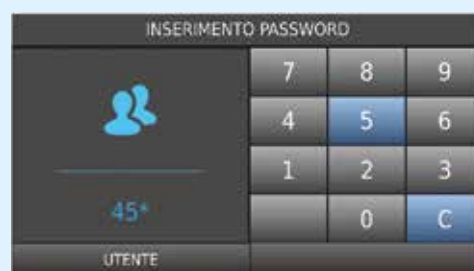 INSERIMENTO PASSWORD
7 8 9
4 5 6
1 2 3
45*
0 C
UTENTE